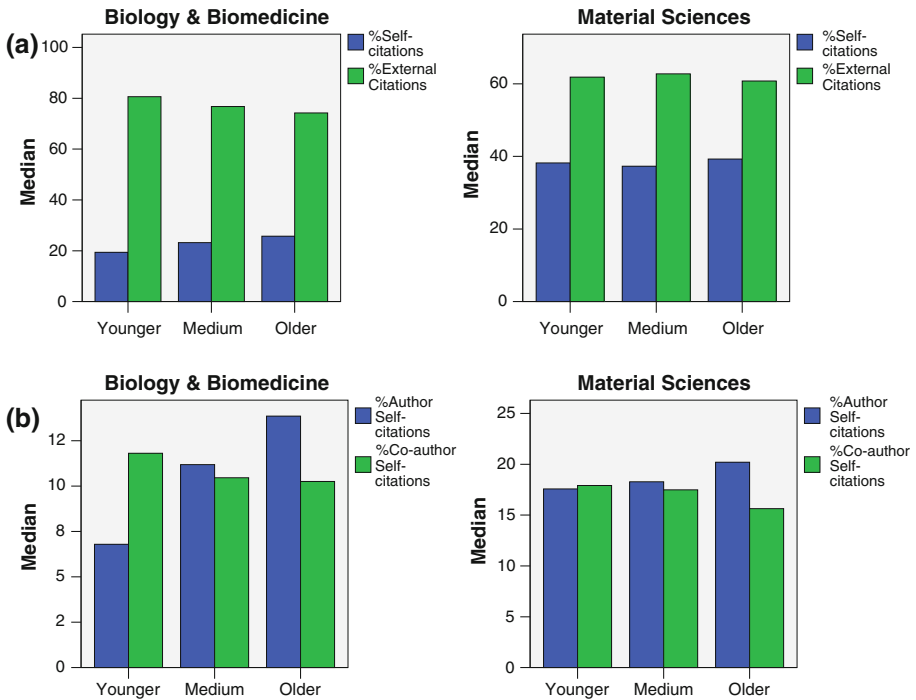 (a)
Biology & Biomedicine
%Self-
citations
%External
Citations
Median
100
80
60
40
20
0
Younger Medium Older
Material Sciences
%Self-
citations
%External
Citations
Median
60
40
20
0
Younger Medium Older
(b)
Biology & Biomedicine
%Author
Self-
citations
%Co-author
Self-
citations
Median
12
10
8
5
2
0
Younger Medium Older
Material Sciences
%Author
Self-
citations
%Co-author
Self-
citations
Median
25
20
15
10
5
0
Younger Medium Older